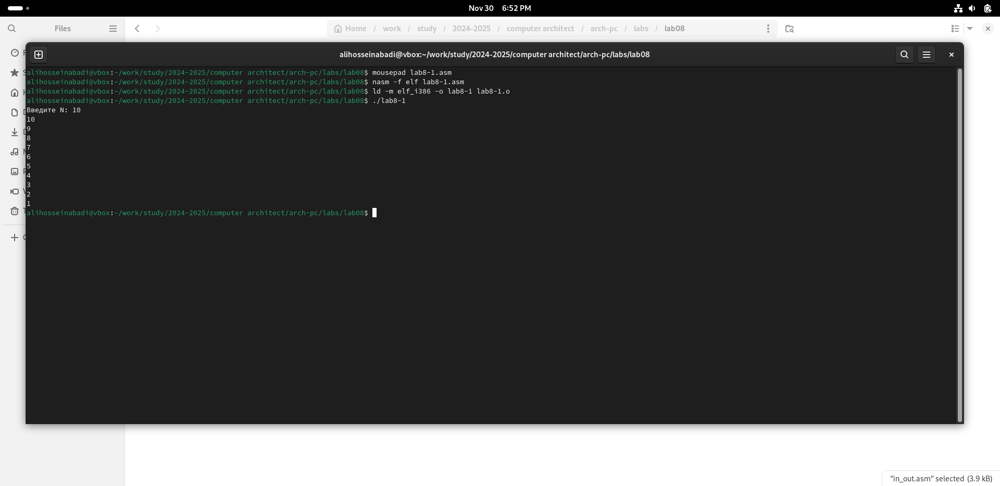 Nov 30 6:52 PM
Files
Home / work / study / 2024-2025 / computer architect / arch-pc / labs / lab08
alihosseinabadi@vbox:~/work/study/2024-2025/computer architect/arch-pc/labs/lab08
alihosseinabadi@vbox:~/work/study/2024-2025/computer architect/arch-pc/labs/lab08$ mousepad lab8-1.asm
alihosseinabadi@vbox:~/work/study/2024-2025/computer architect/arch-pc/labs/lab08$ nasm -f elf lab8-1.asm
alihosseinabadi@vbox:~/work/study/2024-2025/computer architect/arch-pc/labs/lab08$ ld -m elf_i386 -o lab8-1 lab8-1.o
alihosseinabadi@vbox:~/work/study/2024-2025/computer architect/arch-pc/labs/lab08$ ./lab8-1
Введите N: 10
10
9
8
7
6
5
4
3
2
1
alihosseinabadi@vbox:~/work/study/2024-2025/computer architect/arch-pc/labs/lab08$
“in_out.asm” selected (3.9 kB)